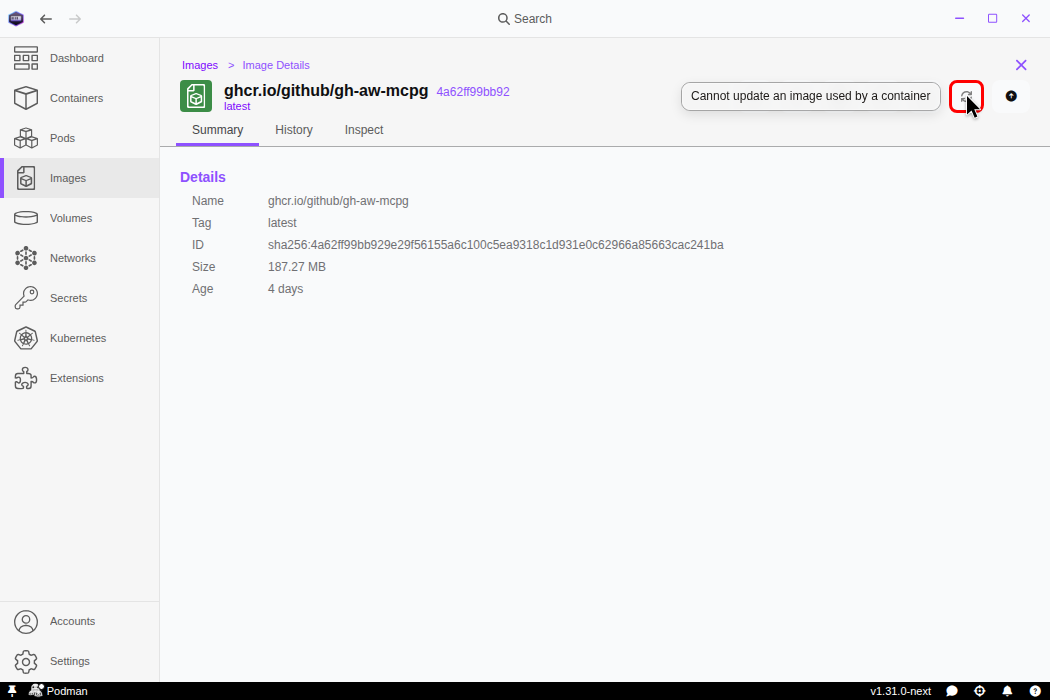 Search
Dashboard
Containers
Pods
Images
Volumes
Networks
Secrets
Kubernetes
Extensions
Accounts
Settings
Images > Image Details
ghcr.io/github/gh-aw-mcpg 4a62ff99bb92
latest
Cannot update an image used by a container
Summary History Inspect
Details
Name ghcr.io/github/gh-aw-mcpg
Tag latest
ID sha256:4a62ff99bb929e29f56155a6c100c5ea9318c1d931e0c62966a85663cac241ba
Size 187.27 MB
Age 4 days
Podman
v1.31.0-next